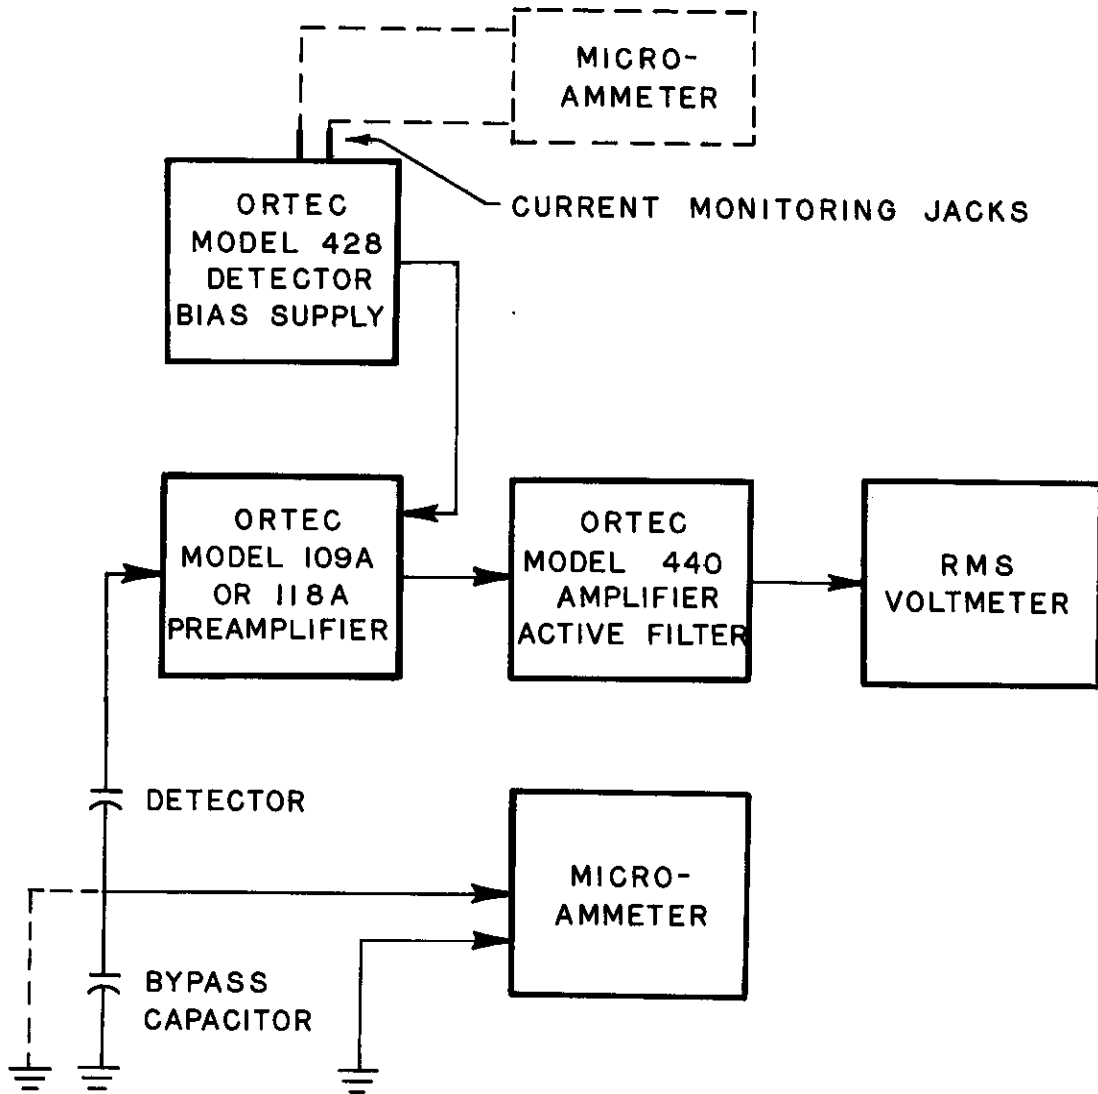 MICRO-
AMMETER
CURRENT MONITORING JACKS
ORTEC
MODEL 428
DETECTOR
BIAS SUPPLY
ORTEC
MODEL 109A
OR 118A
PREAMPLIFIER
ORTEC
MODEL 440
AMPLIFIER
ACTIVE FILTER
RMS
VOLTMETER
DETECTOR
MICRO-
AMMETER
BYPASS
CAPACITOR